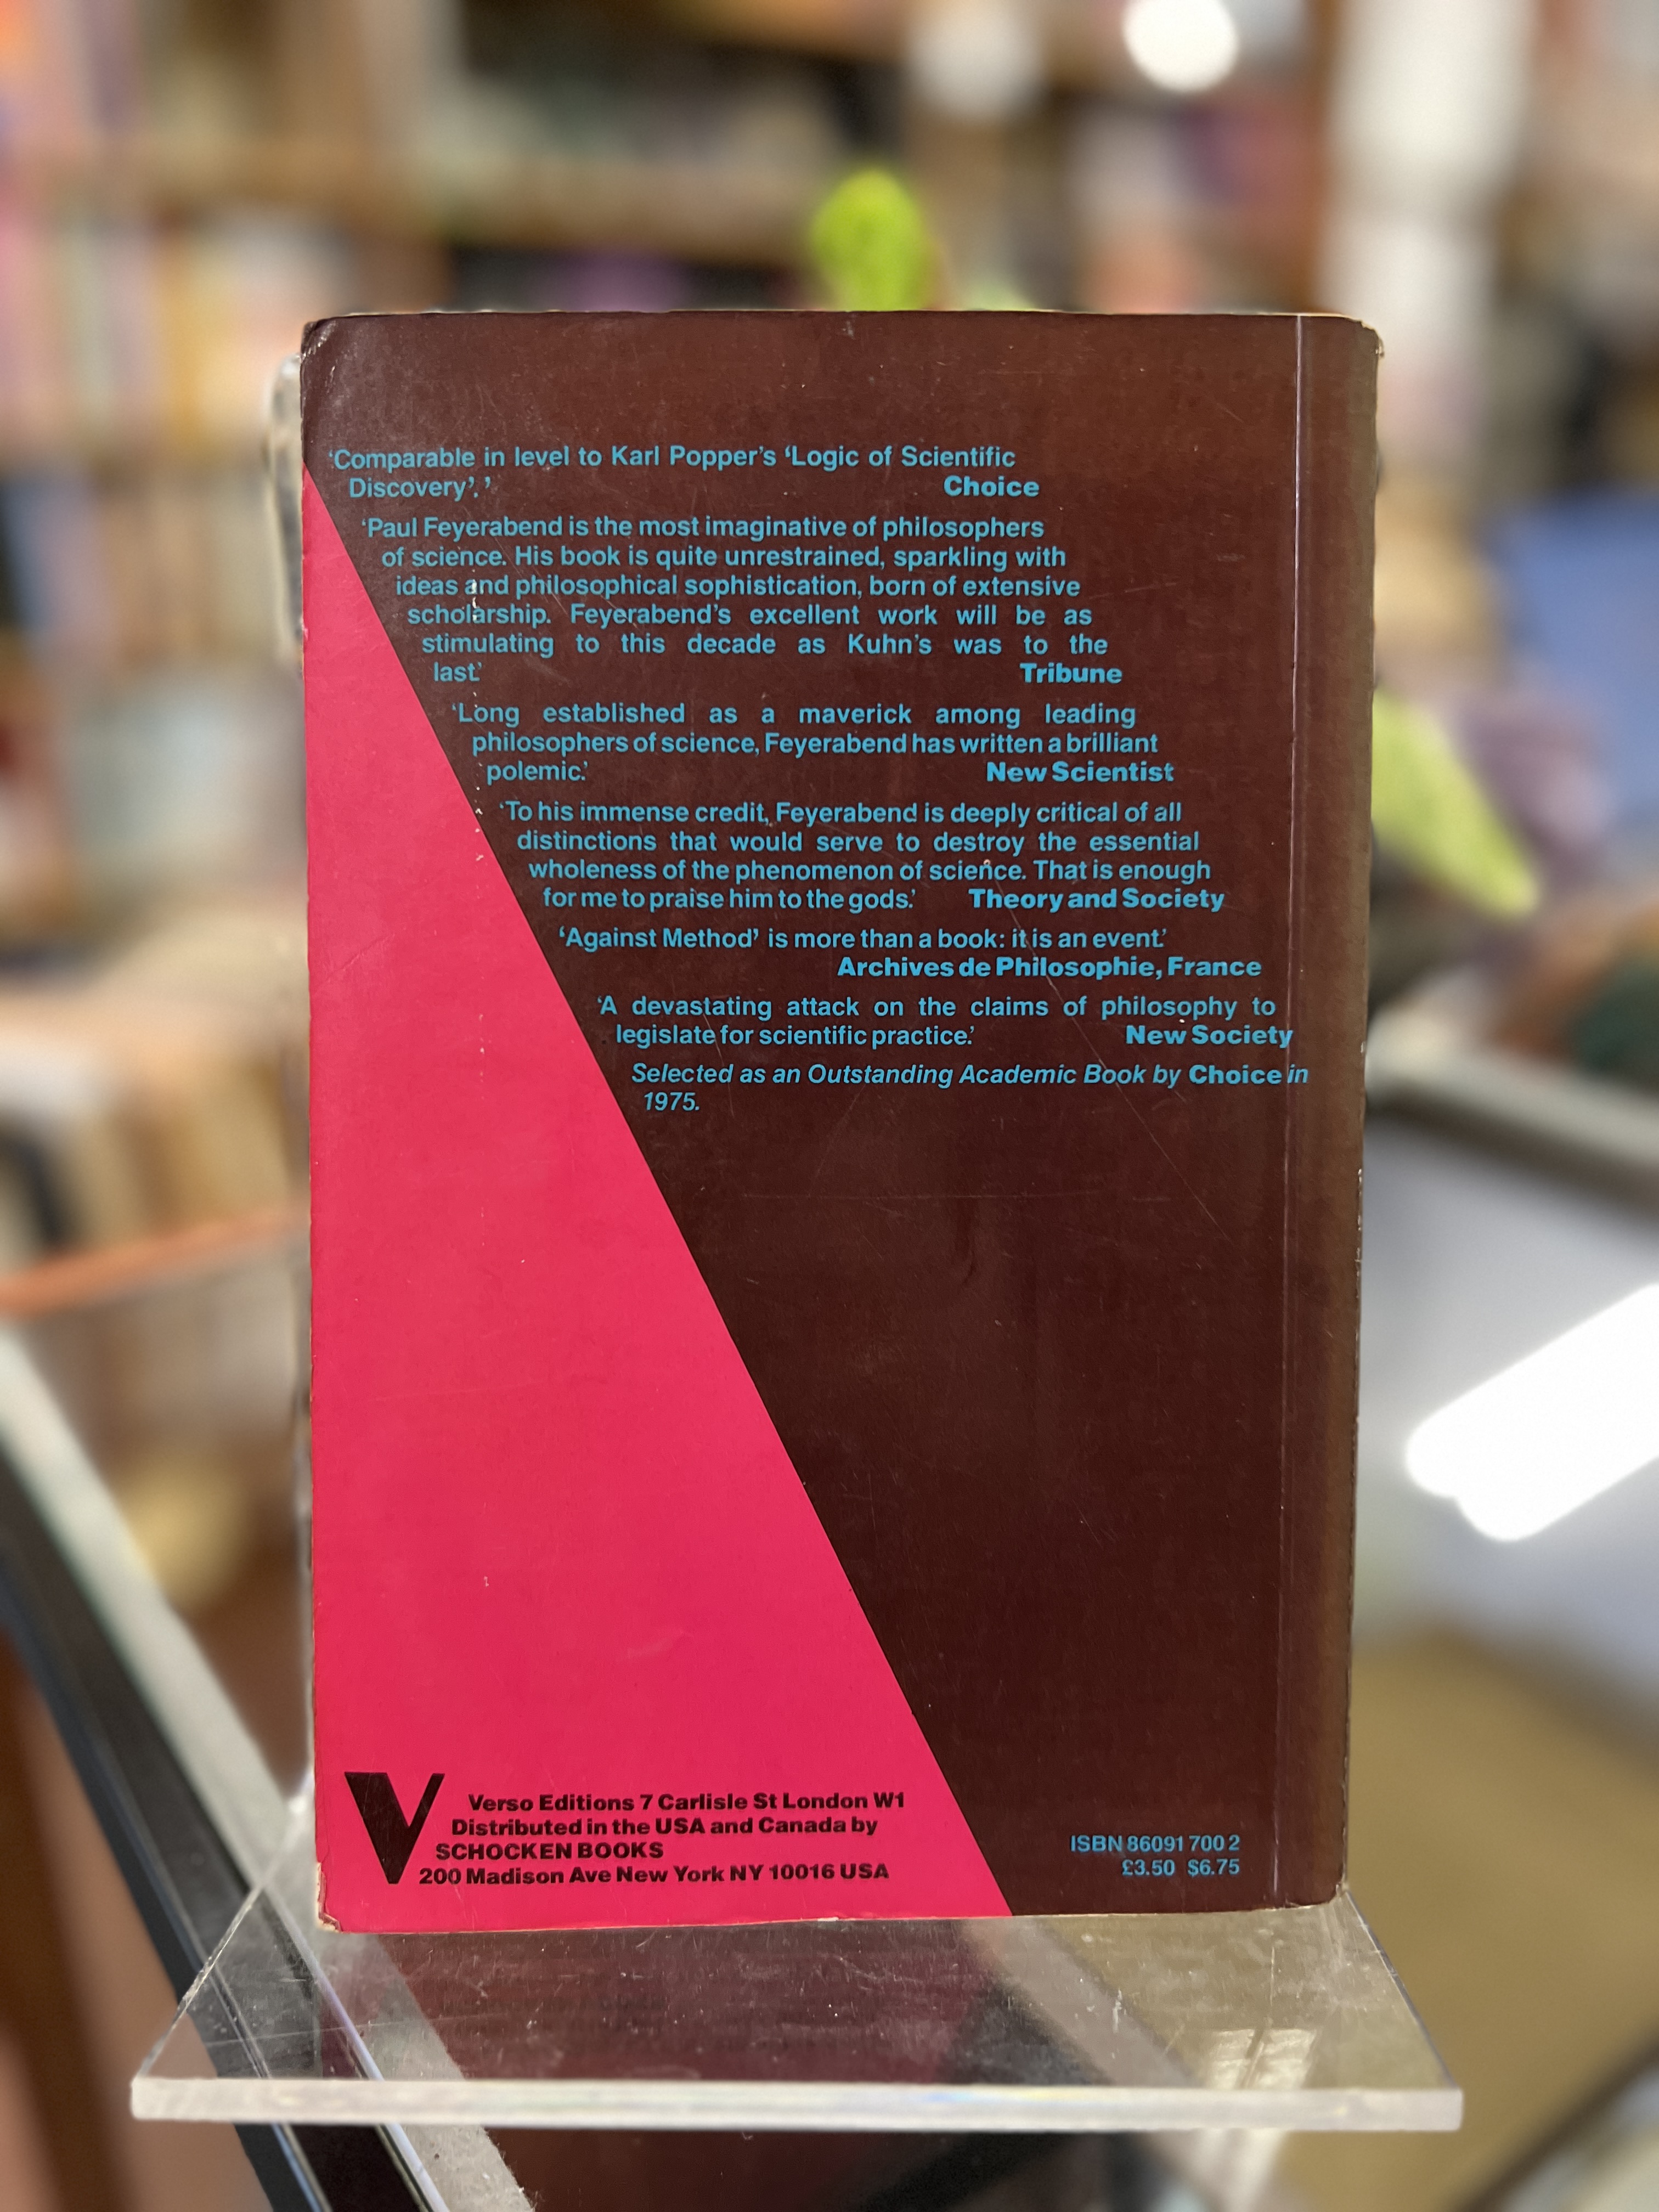 ‘Comparable in level to Karl Popper’s ‘Logic of Scientific
Discovery’.’ Choice
‘Paul Feyerabend is the most imaginative of philosophers
of science. His book is quite unrestrained, sparkling with
ideas and philosophical sophistication, born of extensive
scholarship. Feyerabend’s excellent work will be as
stimulating to this decade as Kuhn’s was to the
last.’ Tribune
‘Long established as a maverick among leading
philosophers of science, Feyerabend has written a brilliant
polemic.’ New Scientist
‘To his immense credit, Feyerabend is deeply critical of all
distinctions that would serve to destroy the essential
wholeness of the phenomenon of science. That is enough
for me to praise him to the gods.’ Theory and Society
‘Against Method’ is more than a book: it is an event.’
Archives de Philosophie, France
‘A devastating attack on the claims of philosophy to
legislate for scientific practice.’ New Society
Selected as an Outstanding Academic Book by Choice in
1975.
V
Verso Editions 7 Carlisle St London W1
Distributed in the USA and Canada by
SCHOCKEN BOOKS
200 Madison Ave New York NY 10016 USA
ISBN 86091 700 2
£3.50 $6.75